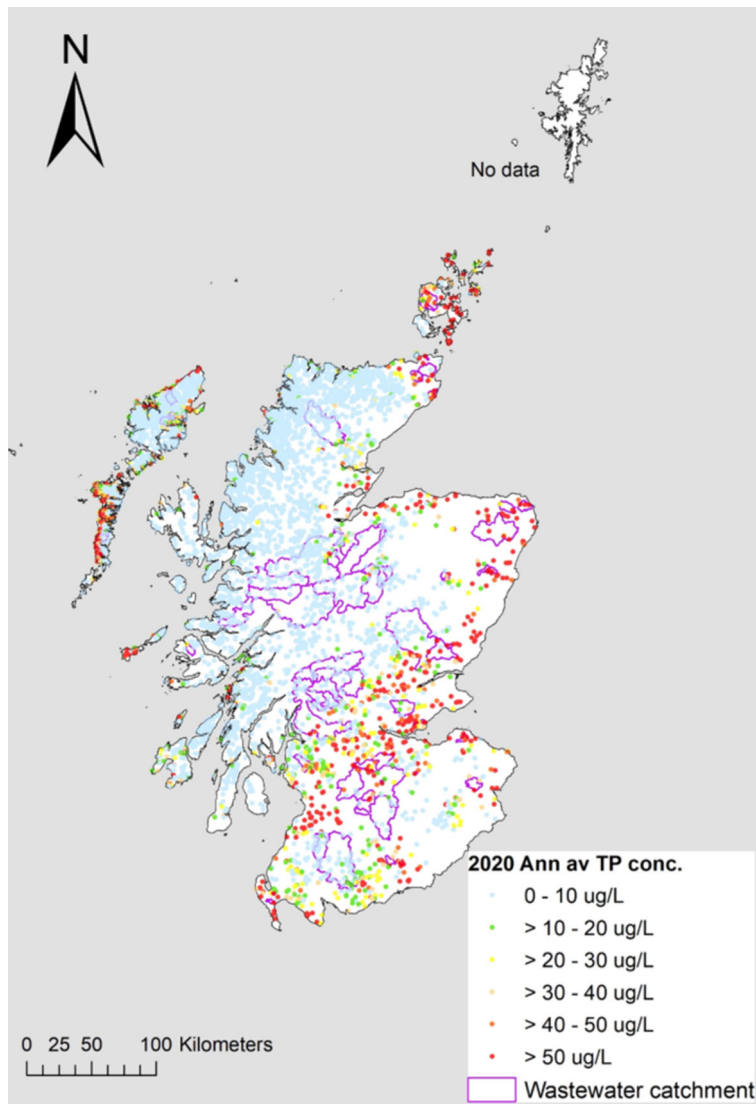 N
No data
2020 Ann av TP conc.
0 - 10 ug/L
> 10 - 20 ug/L
> 20 - 30 ug/L
> 30 - 40 ug/L
> 40 - 50 ug/L
> 50 ug/L
Wastewater catchment
0 25 50 100 Kilometers